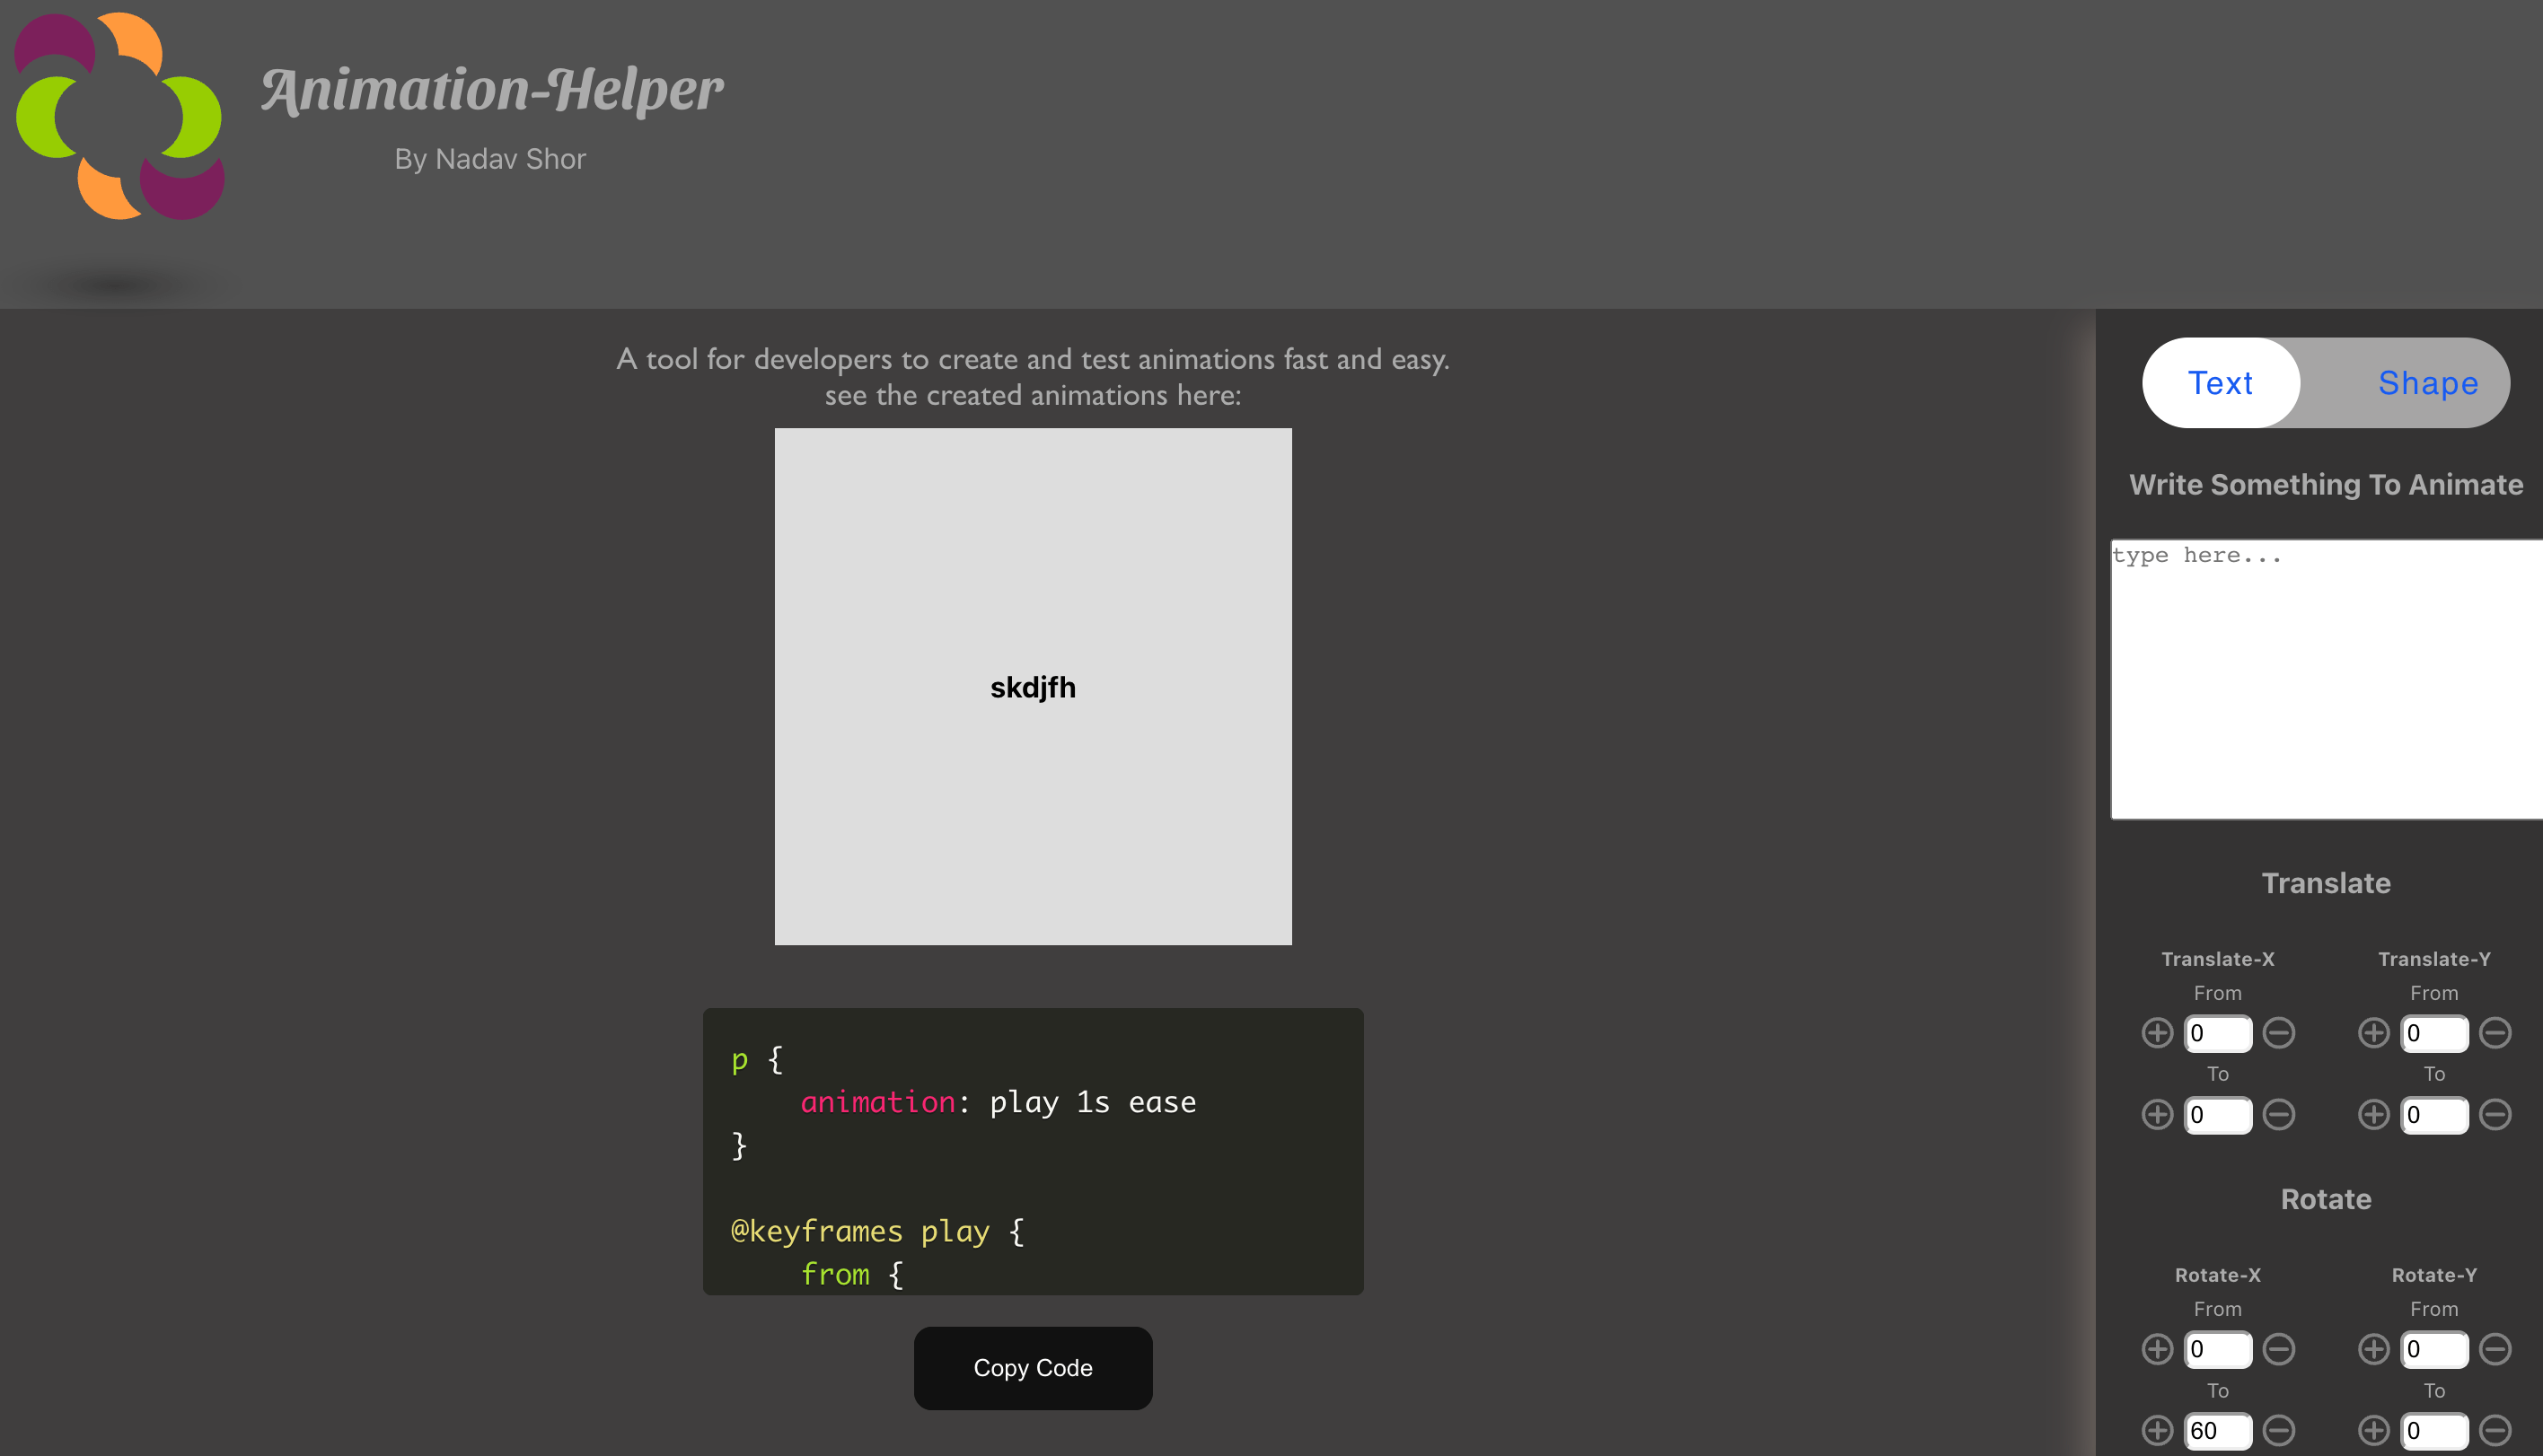 Animation-Helper
By Nadav Shor
A tool for developers to create and test animations fast and easy.
see the created animations here:
skdjfh
p {
    animation: play 1s ease
}
@keyframes play {
    from {
Copy Code
Text Shape
Write Something To Animate
type here...
Translate
Translate-X Translate-Y
From From
0 0
To To
0 0
Rotate
Rotate-X Rotate-Y
From From
0 0
To To
60 0